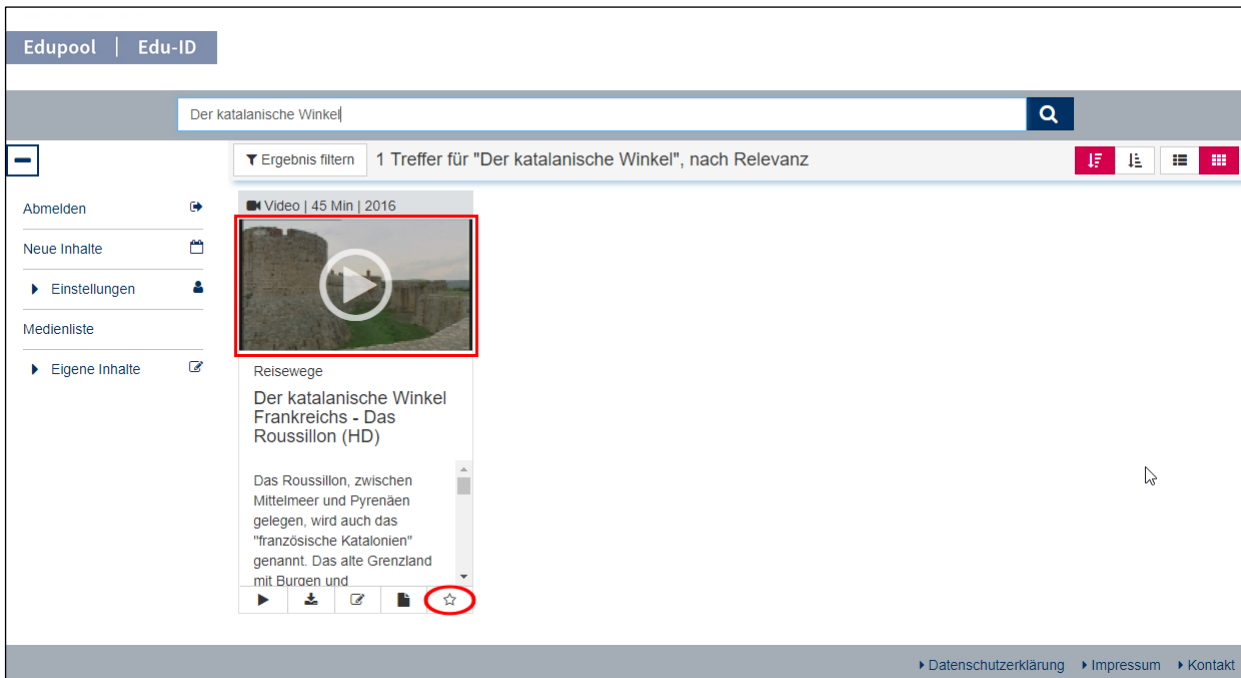 Edupool | Edu-ID
Der katalanische Winkel
Ergebnis filtern
1 Treffer für "Der katalanische Winkel", nach Relevanz
Abmelden
Neue Inhalte
Einstellungen
Medienliste
Eigene Inhalte
Video | 45 Min | 2016
Reisewege
Der katalanische Winkel
Frankreichs - Das
Roussillon (HD)
Das Roussillon, zwischen
Mittelmeer und Pyrenäen
gelegen, wird auch das
"französische Katalonien"
genannt. Das alte Grenzland
mit Burgen und
Datenschutzerklärung Impressum Kontakt